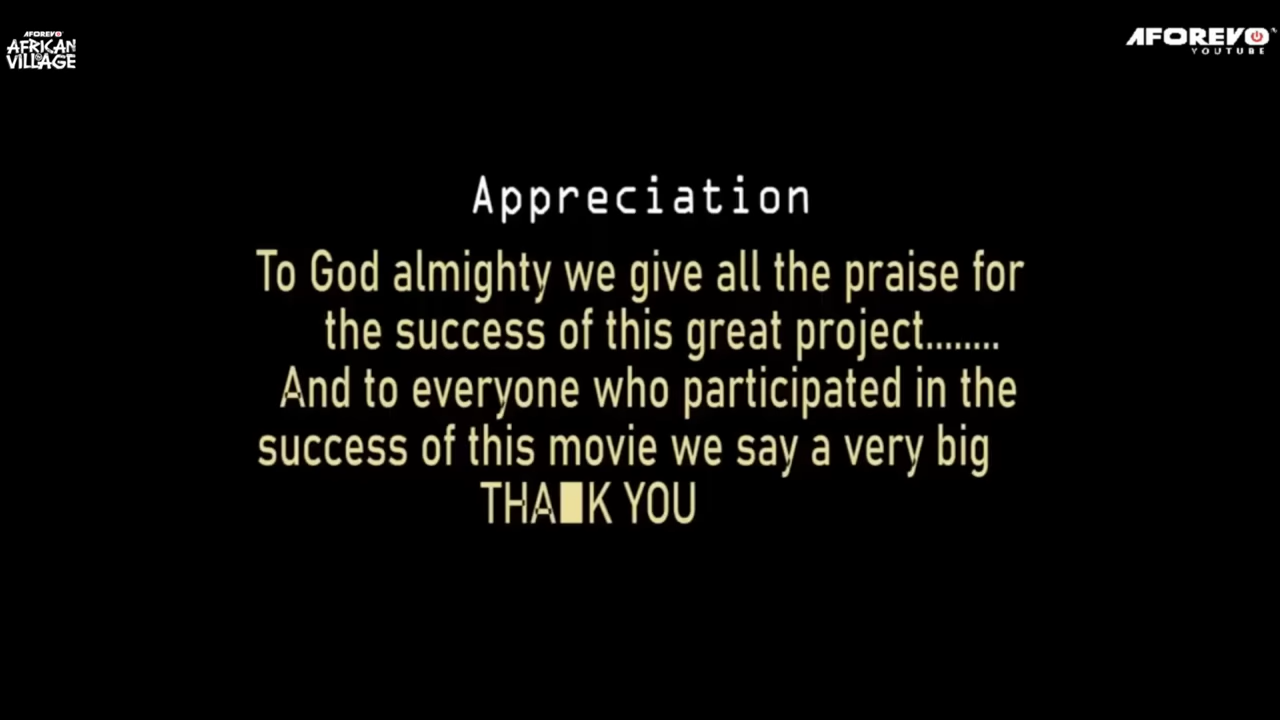 AFOREVO
AFRICAN
VILLAGE
AFOREVO
YOUTUBE
Appreciation
To God almighty we give all the praise for
the success of this great project........
And to everyone who participated in the
success of this movie we say a very big
THA█K YOU